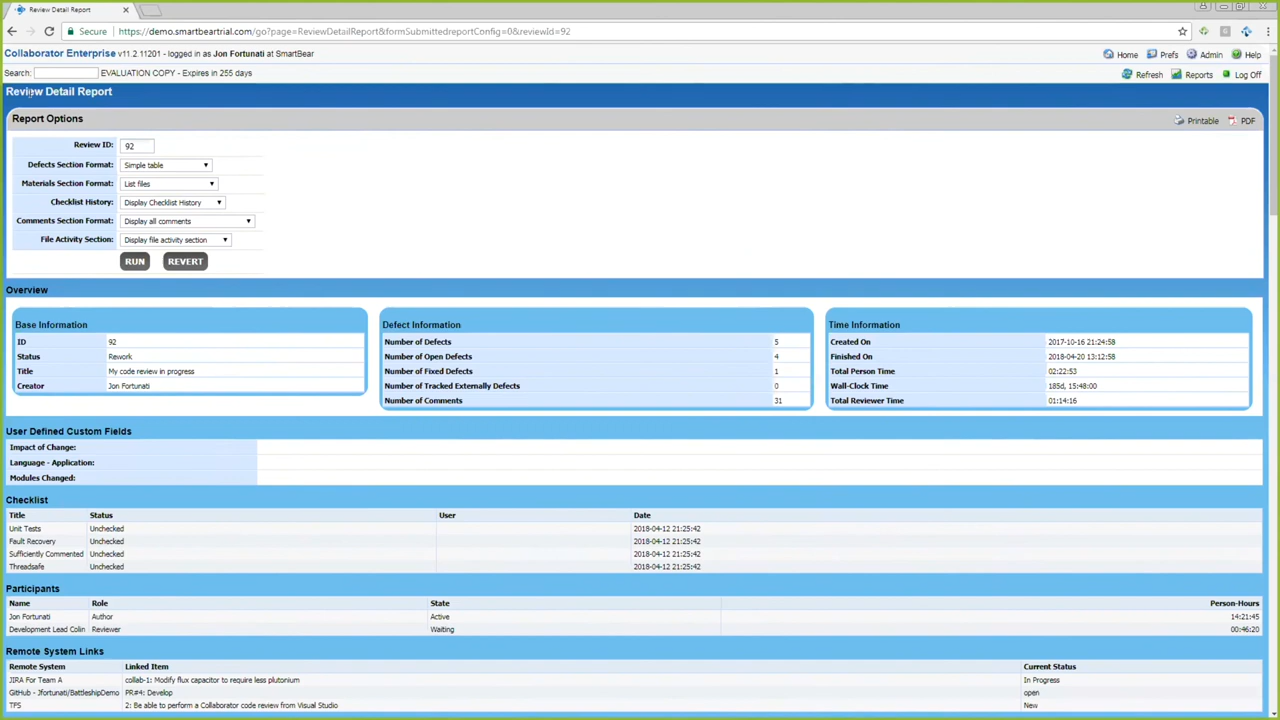 Review Detail Report
Secure https://demo.smartbeartrial.com/go?page=ReviewDetailReport&formSubmittedreportConfig=0&reviewId=92
Collaborator Enterprise v11.2.11201 - logged in as Jon Fortunati at SmartBear
Home Prefs Admin Help
Search: EVALUATION COPY - Expires in 255 days
Refresh Reports Log Off
Review Detail Report
Report Options
Printable PDF
Review ID: 92
Defects Section Format: Simple table
Materials Section Format: List files
Checklist History: Display Checklist History
Comments Section Format: Display all comments
File Activity Section: Display file activity section
RUN REVERT
Overview
Base Information
ID 92
Status Rework
Title My code review in progress
Creator Jon Fortunati
Defect Information
Number of Defects 5
Number of Open Defects 4
Number of Fixed Defects 1
Number of Tracked Externally Defects 0
Number of Comments 31
Time Information
Created On 2017-10-16 21:24:58
Finished On 2018-04-20 13:12:58
Total Person Time 02:22:53
Wall-Clock Time 185d, 15:48:00
Total Reviewer Time 01:14:16
User Defined Custom Fields
Impact of Change:
Language - Application:
Modules Changed:
Checklist
Title Status User Date
Unit Tests Unchecked 2018-04-12 21:25:42
Fault Recovery Unchecked 2018-04-12 21:25:42
Sufficiently Commented Unchecked 2018-04-12 21:25:42
Threadsafe Unchecked 2018-04-12 21:25:42
Participants
Name Role State Person-Hours
Jon Fortunati Author Active 14:21:45
Development Lead Colin Reviewer Waiting 00:46:20
Remote System Links
Remote System Linked Item Current Status
JIRA For Team A collab-1: Modify flux capacitor to require less plutonium In Progress
GitHub - Jfortunati/BattleshipDemo PR#4: Develop open
TFS 2: Be able to perform a Collaborator code review from Visual Studio New